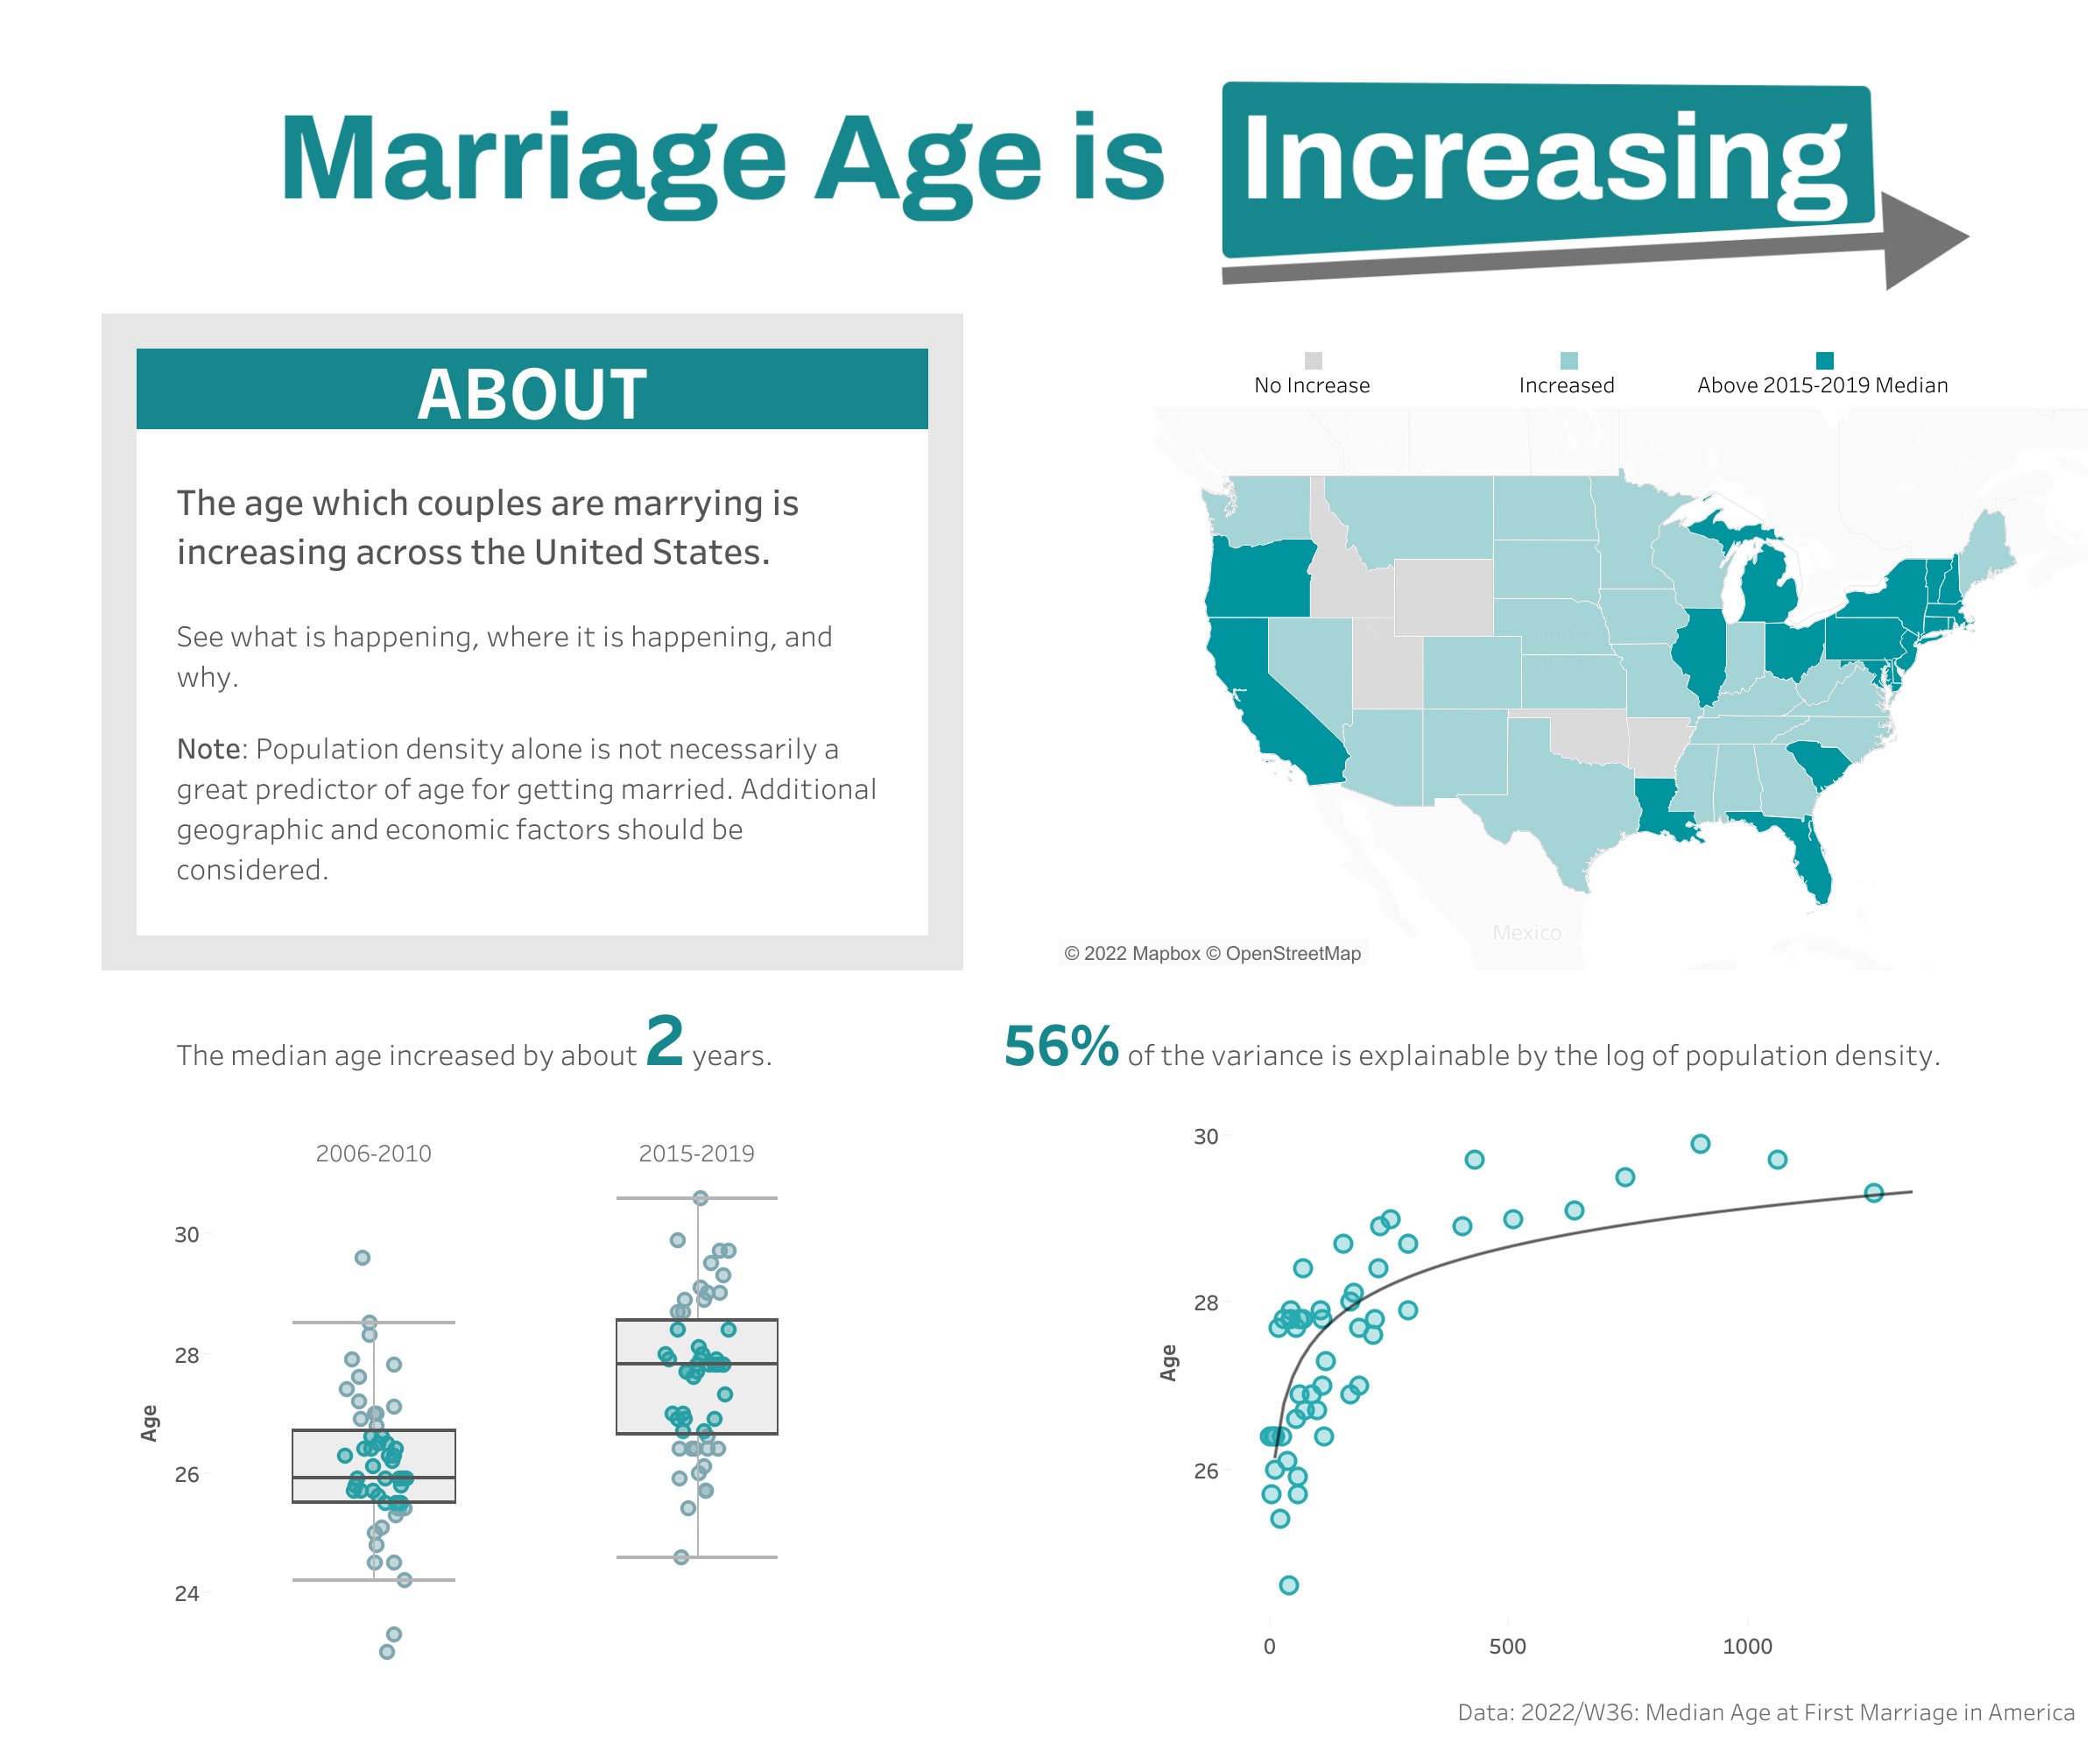 Marriage Age is Increasing
ABOUT
The age which couples are marrying is
increasing across the United States.
See what is happening, where it is happening, and
why.
Note: Population density alone is not necessarily a
great predictor of age for getting married. Additional
geographic and economic factors should be
considered.
No Increase
Increased
Above 2015-2019 Median
Mexico
© 2022 Mapbox © OpenStreetMap
The median age increased by about 2 years.
2006-2010
2015-2019
Age
30
28
26
24
56% of the variance is explainable by the log of population density.
Age
30
28
26
0
500
1000
Data: 2022/W36: Median Age at First Marriage in America